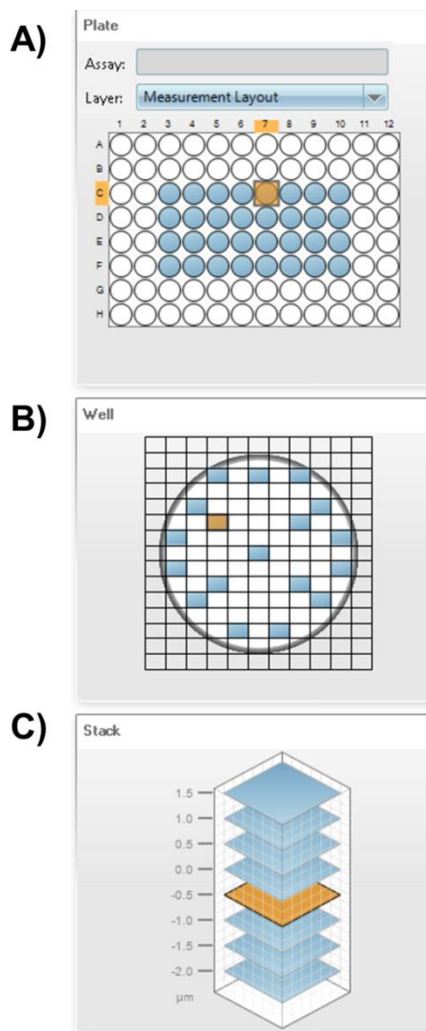 A)
Plate
Assay:
Layer: Measurement Layout
1 2 3 4 5 6 7 8 9 10 11 12
A
B
C
D
E
F
G
H
B)
Well
C)
Stack
1.5
1.0
0.5
0.0
-0.5
-1.0
-1.5
-2.0
µm